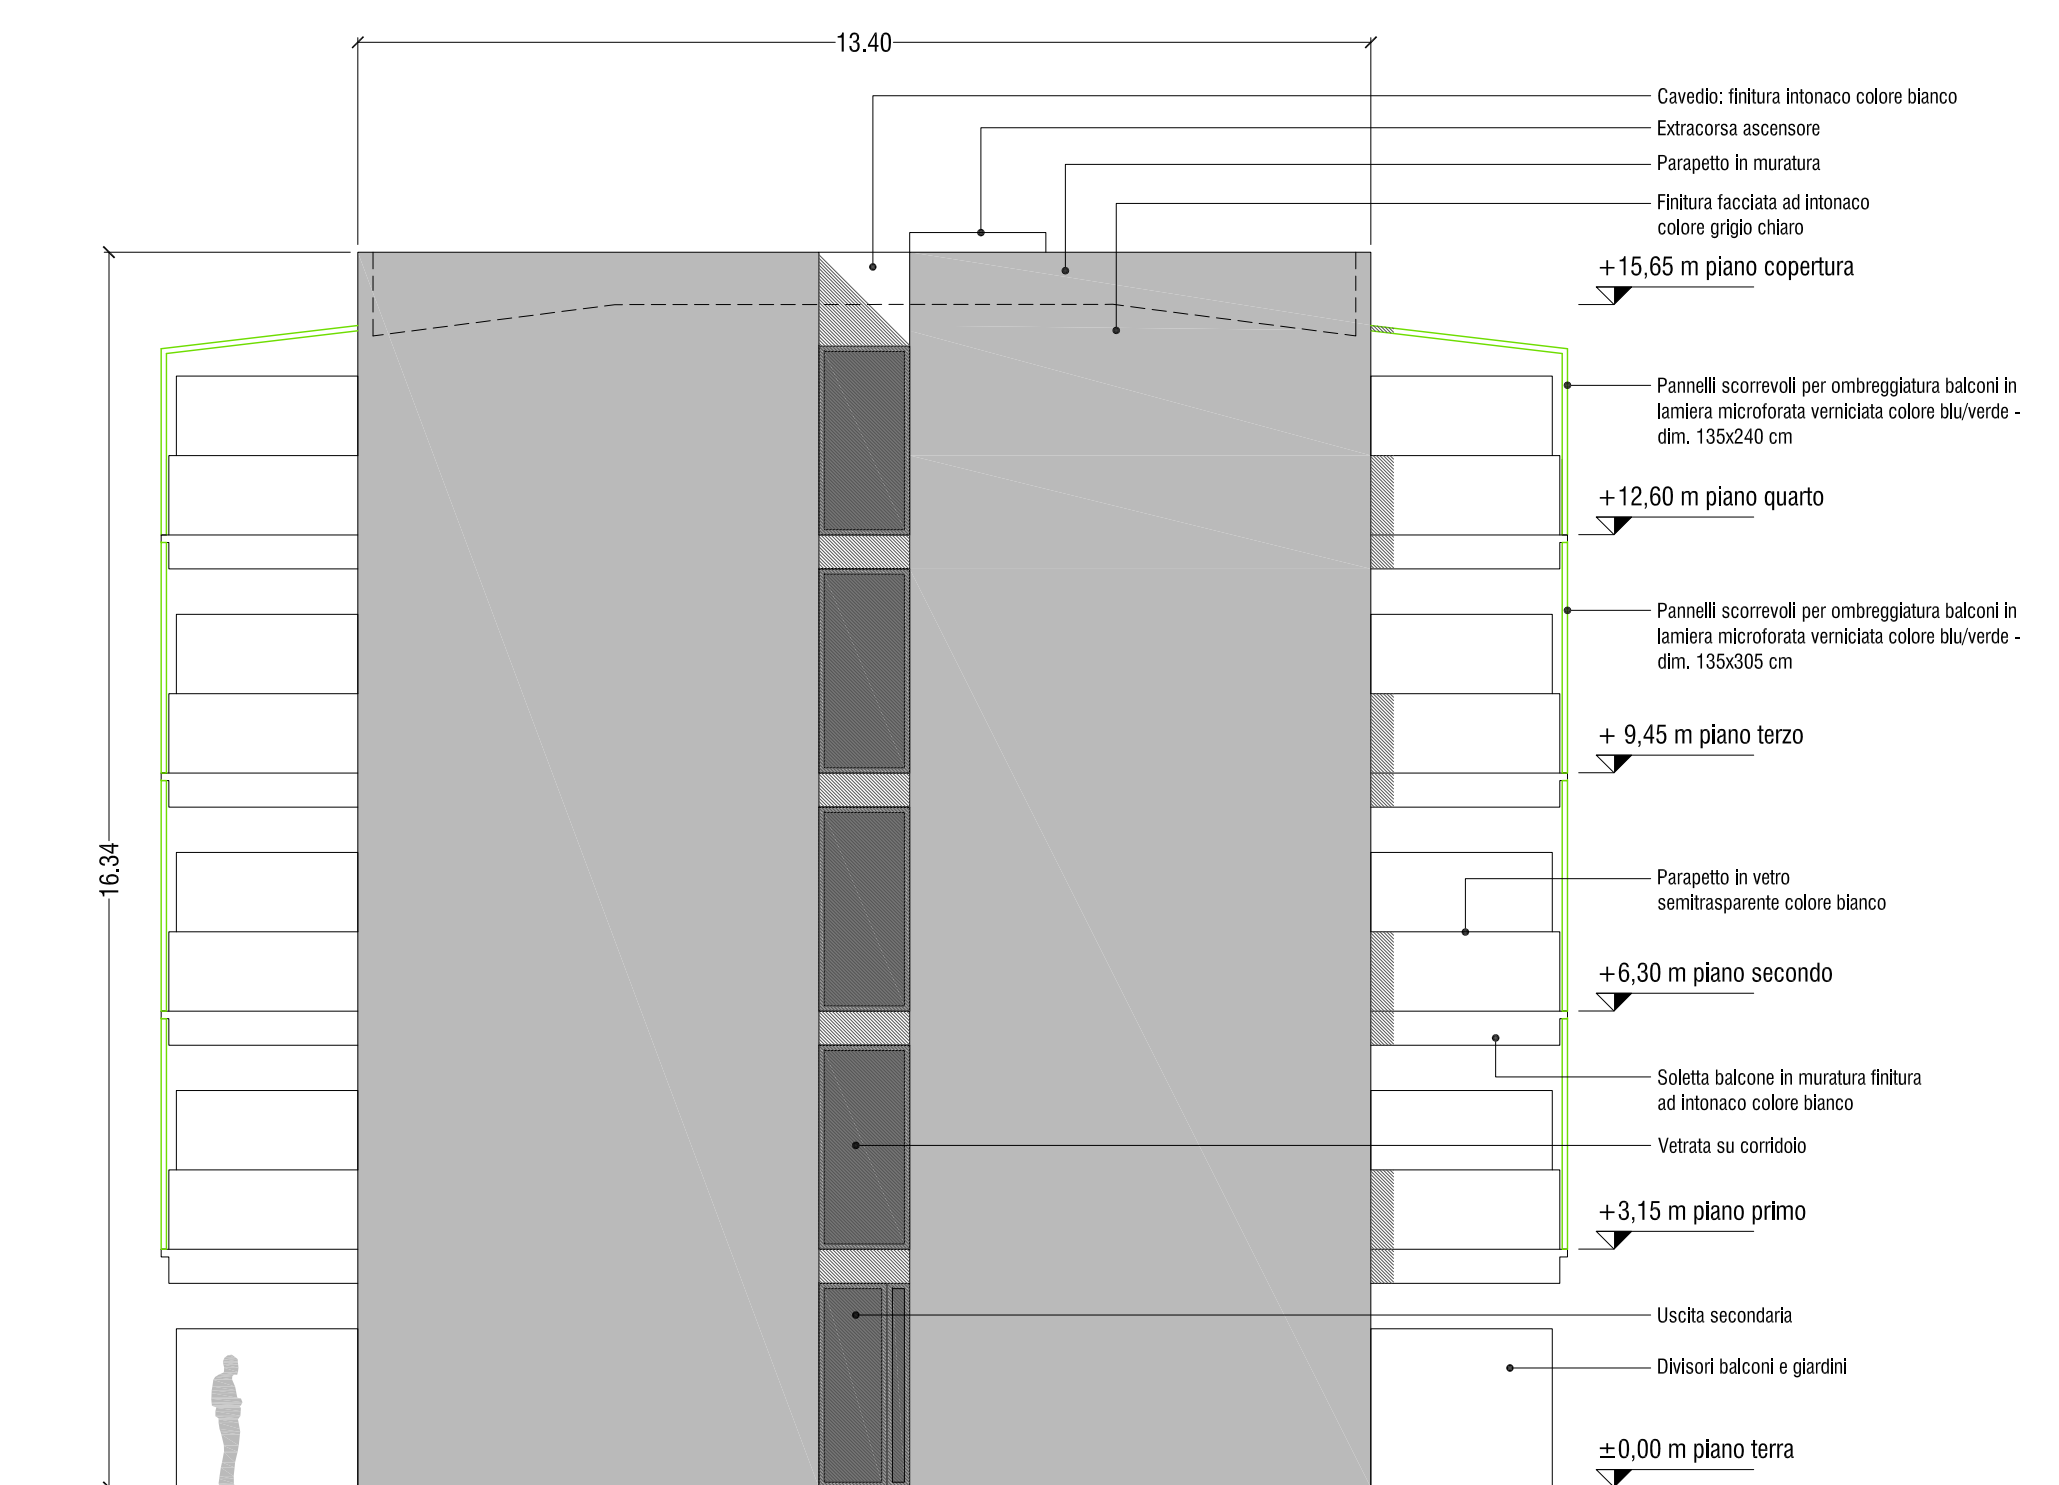 13.40
Cavedio: finitura intonaco colore bianco
Extracorsa ascensore
Parapetto in muratura
Finitura facciata ad intonaco
colore grigio chiaro
+15,65 m piano copertura
Pannelli scorrevoli per ombreggiatura balconi in
lamiera microforata verniciata colore blu/verde -
dim. 135x240 cm
+12,60 m piano quarto
Pannelli scorrevoli per ombreggiatura balconi in
lamiera microforata verniciata colore blu/verde -
dim. 135x305 cm
+ 9,45 m piano terzo
16.34
Parapetto in vetro
semitrasparente colore bianco
+6,30 m piano secondo
Soletta balcone in muratura finitura
ad intonaco colore bianco
Vetrata su corridoio
+3,15 m piano primo
Uscita secondaria
Divisori balconi e giardini
±0,00 m piano terra